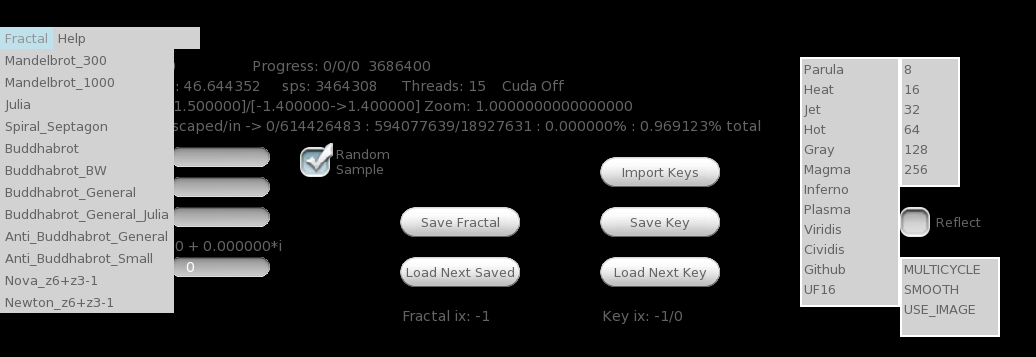 Fractal Help
Mandelbrot_300
Mandelbrot_1000
Julia
Spiral_Septagon
Buddhabrot
Buddhabrot_BW
Buddhabrot_General
Buddhabrot_General_Julia
Anti_Buddhabrot_General
Anti_Buddhabrot_Small
Nova_z6+z3-1
Newton_z6+z3-1
Progress: 0/0/0 3686400
: 46.644352 sps: 3464308 Threads: 15 Cuda Off
1.500000]/[-1.400000->1.400000] Zoom: 1.0000000000000000
scaped/in -> 0/614426483 : 594077639/18927631 : 0.000000% : 0.969123% total
0 + 0.000000*i
0
Random
Sample
Save Fractal
Load Next Saved
Fractal ix: -1
Import Keys
Save Key
Load Next Key
Key ix: -1/0
Parula
Heat
Jet
Hot
Gray
Magma
Inferno
Plasma
Viridis
Cividis
Github
UF16
8
16
32
64
128
256
Reflect
MULTICYCLE
SMOOTH
USE_IMAGE